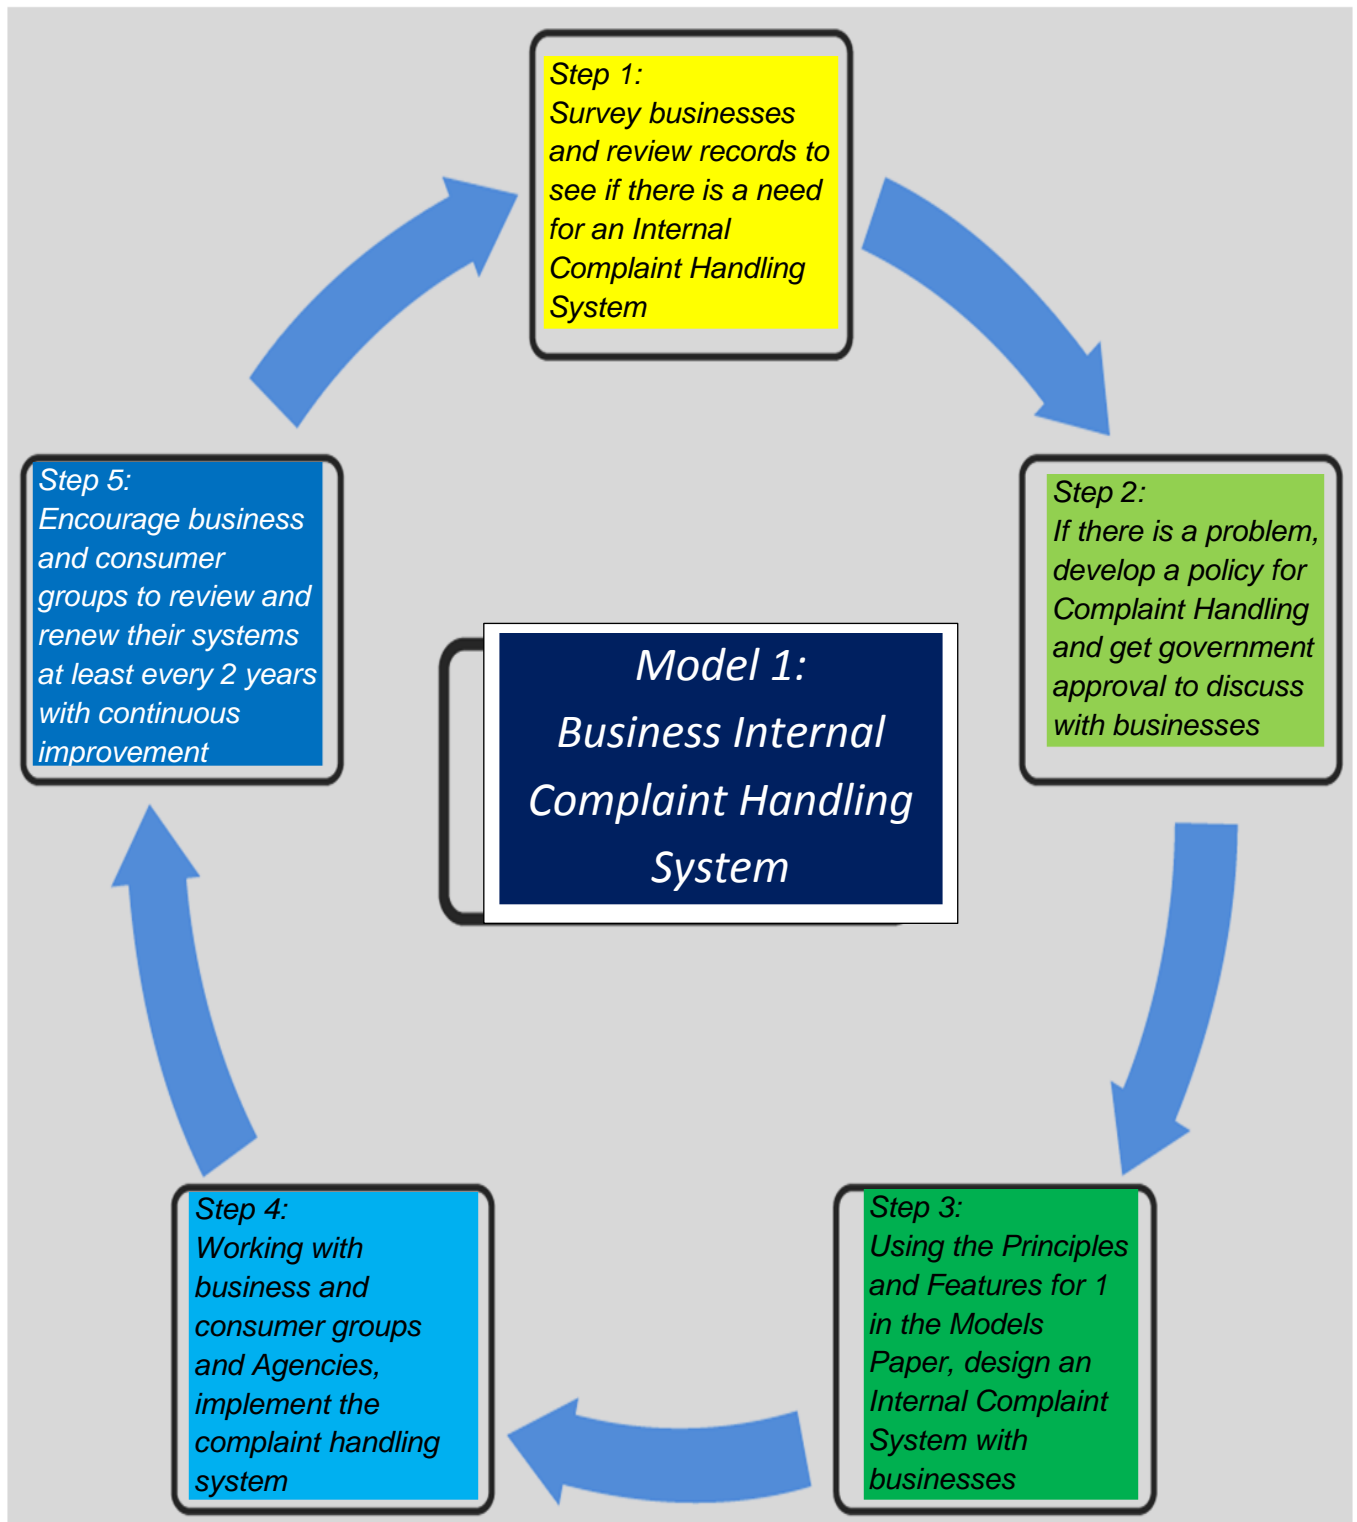 Step 1:
Survey businesses
and review records to
see if there is a need
for an Internal
Complaint Handling
System
Step 2:
If there is a problem,
develop a policy for
Complaint Handling
and get government
approval to discuss
with businesses
Step 3:
Using the Principles
and Features for 1
in the Models
Paper, design an
Internal Complaint
System with
businesses
Step 4:
Working with
business and
consumer groups
and Agencies,
implement the
complaint handling
system
Step 5:
Encourage business
and consumer
groups to review and
renew their systems
at least every 2 years
with continuous
improvement
Model 1:
Business Internal
Complaint Handling
System